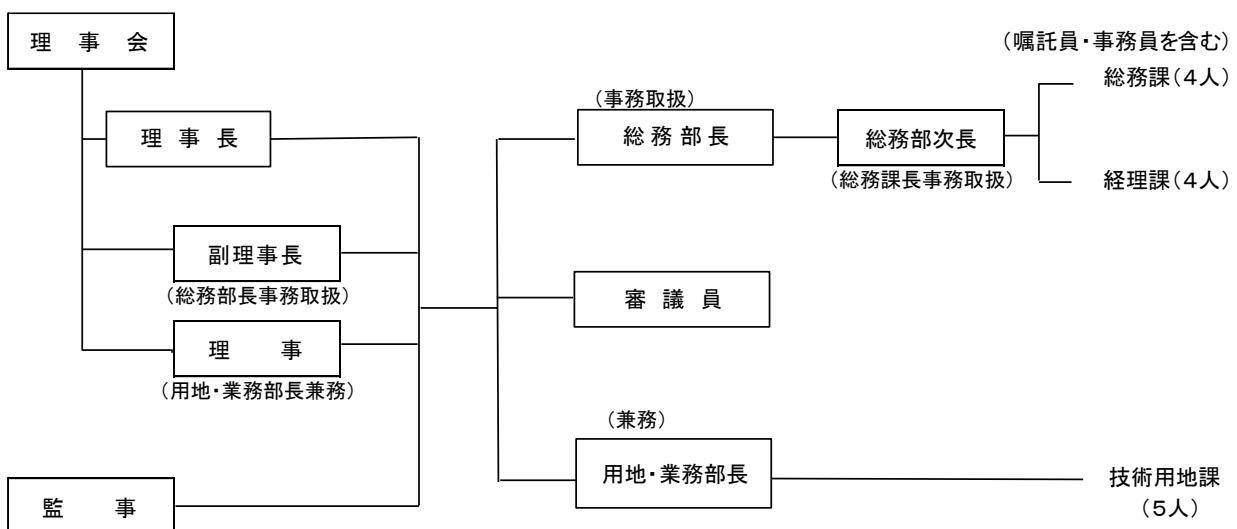 理事会
(嘱託員・事務員を含む)
総務課(4人)
(事務取扱)
理事長
総務部長
総務部次長
(総務課長事務取扱)
経理課(4人)
副理事長
(総務部長事務取扱)
審議員
理事
(用地・業務部長兼務)
(兼務)
用地・業務部長
技術用地課
(5人)
監事